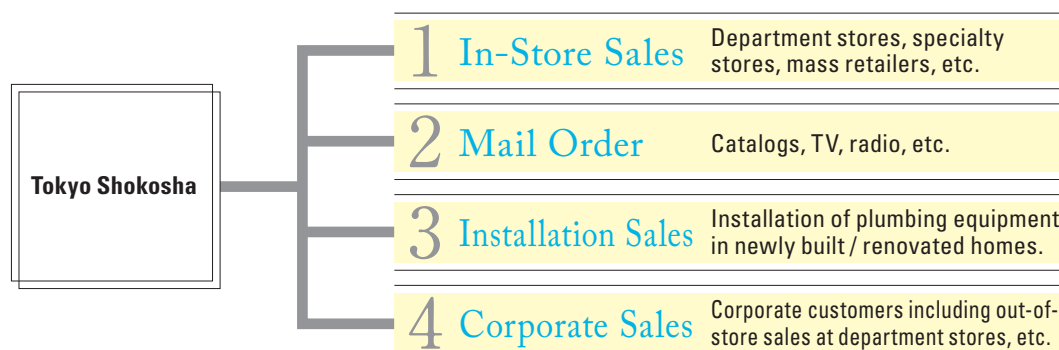 Tokyo Shokosha
1 In-Store Sales
Department stores, specialty
stores, mass retailers, etc.
2 Mail Order
Catalogs, TV, radio, etc.
3 Installation Sales
Installation of plumbing equipment
in newly built / renovated homes.
4 Corporate Sales
Corporate customers including out-of-
store sales at department stores, etc.